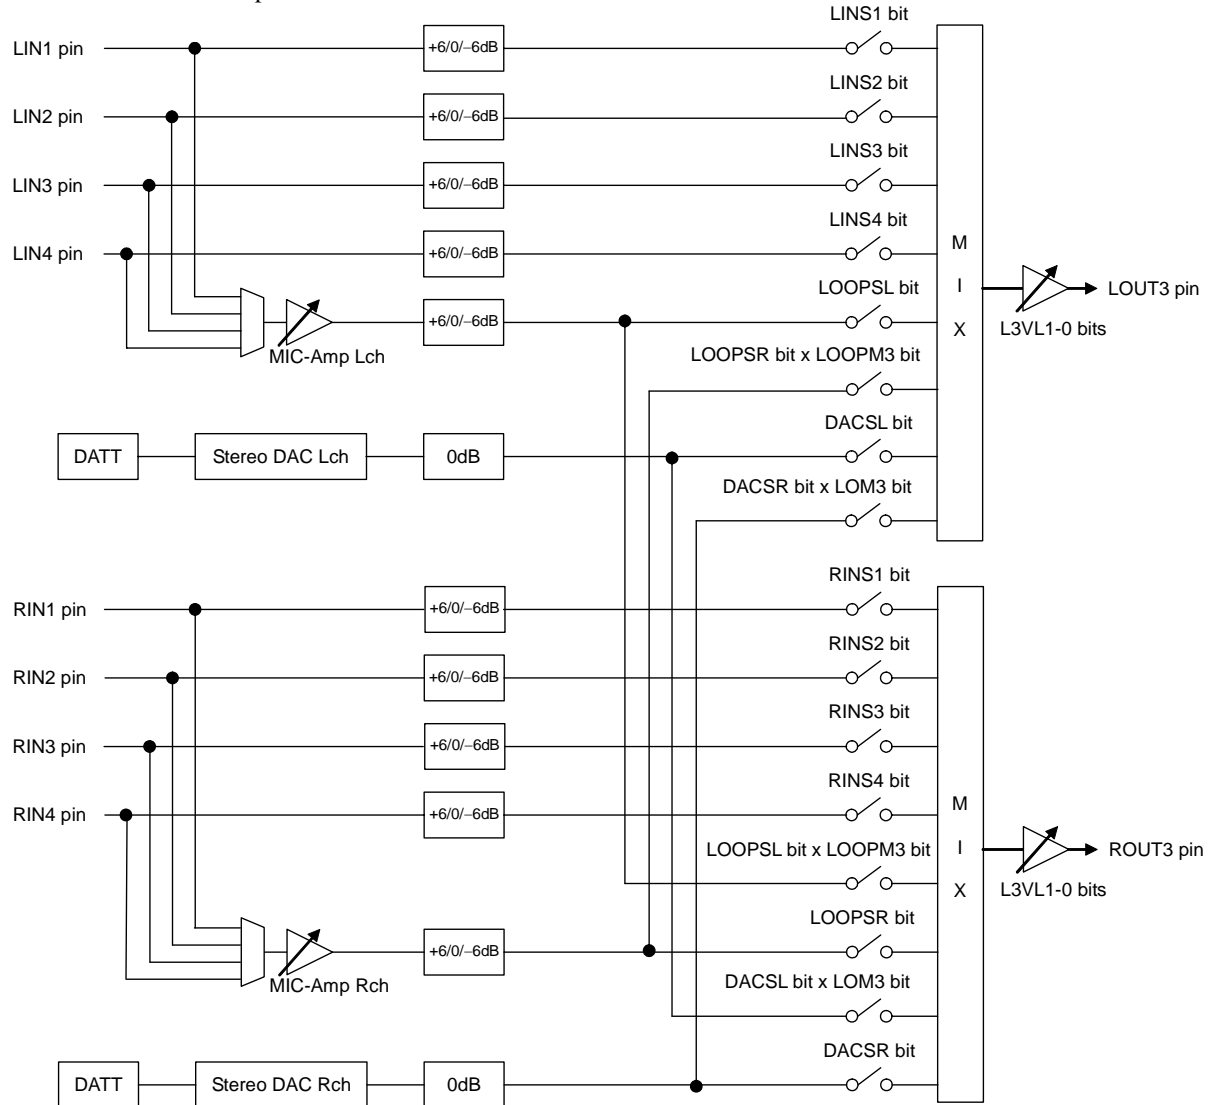 LINS1 bit
LIN1 pin
+6/0/−6dB
LINS2 bit
LIN2 pin
+6/0/−6dB
LINS3 bit
LIN3 pin
+6/0/−6dB
LINS4 bit
LIN4 pin
+6/0/−6dB
M
I
X
LOOPSL bit
LOUT3 pin
+6/0/−6dB
L3VL1-0 bits
MIC-Amp Lch
LOOPSR bit x LOOPM3 bit
DACSL bit
DATT
Stereo DAC Lch
0dB
DACSR bit x LOM3 bit
RINS1 bit
RIN1 pin
+6/0/−6dB
RINS2 bit
RIN2 pin
+6/0/−6dB
RINS3 bit
RIN3 pin
+6/0/−6dB
RINS4 bit
RIN4 pin
+6/0/−6dB
M
I
X
LOOPSL bit x LOOPM3 bit
ROUT3 pin
L3VL1-0 bits
LOOPSR bit
+6/0/−6dB
MIC-Amp Rch
DACSL bit x LOM3 bit
DACSR bit
DATT
Stereo DAC Rch
0dB